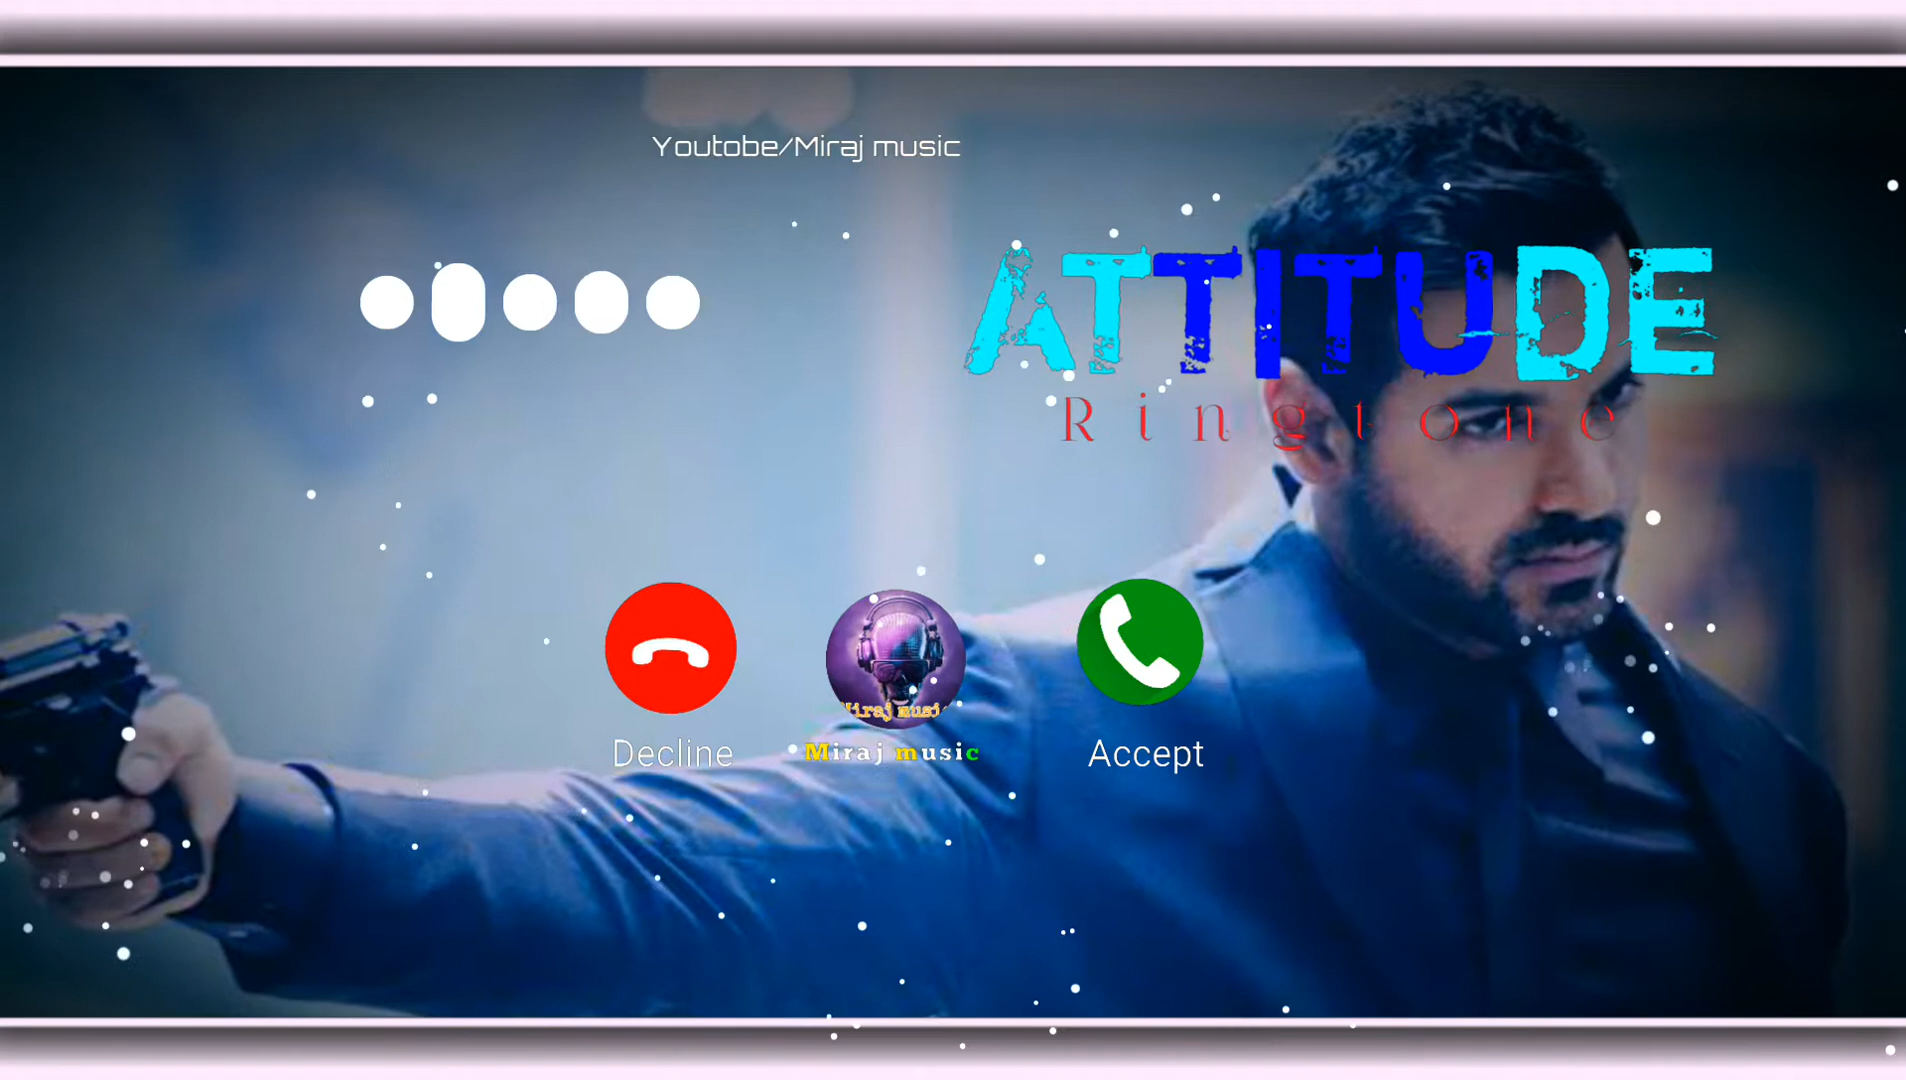 Youtobe/Miraj music
ATTITUDE
Ringtone
Miraj music
Decline
Miraj music
Accept